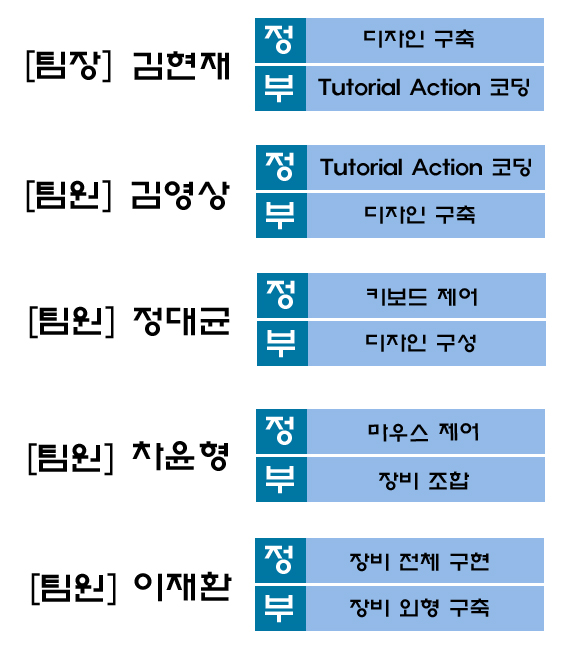 [팀장] 김현재
정 디자인 구축
부 Tutorial Action 코딩
[팀원] 김영상
정 Tutorial Action 코딩
부 디자인 구축
[팀원] 정대균
정 키보드 제어
부 디자인 구성
[팀원] 차윤형
정 마우스 제어
부 장비 조합
[팀원] 이재환
정 장비 전체 구현
부 장비 외형 구축